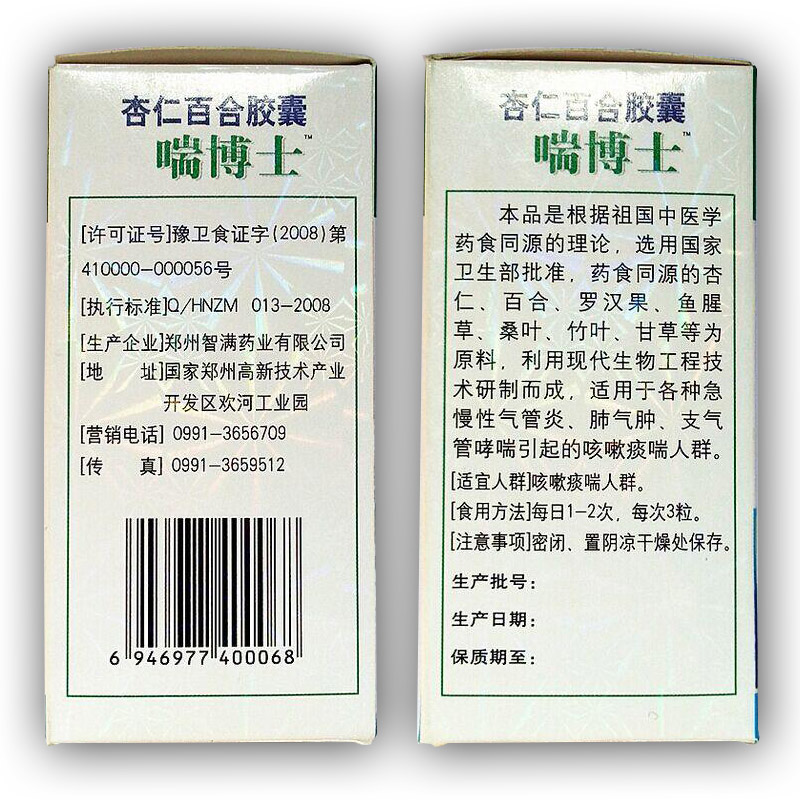 杏仁百合胶囊
喘博士™
[许可证号]豫卫食证字(2008)第
410000-000056号
[执行标准]Q/HNZM 013-2008
[生产企业]郑州智满药业有限公司
[地 址]国家郑州高新技术产业
开发区欢河工业园
[营销电话] 0991-3656709
[传 真] 0991-3659512
6 946977 400068
杏仁百合胶囊
喘博士™
本品是根据祖国中医学
药食同源的理论，选用国家
卫生部批准，药食同源的杏
仁、百合、罗汉果、鱼腥
草、桑叶、竹叶、甘草等为
原料，利用现代生物工程技
术研制而成，适用于各种急
慢性气管炎、肺气肿、支气
管哮喘引起的咳嗽痰喘人群。
[适宜人群]咳嗽痰喘人群。
[食用方法]每日1-2次，每次3粒。
[注意事项]密闭、置阴凉干燥处保存。
生产批号：
生产日期：
保质期至：